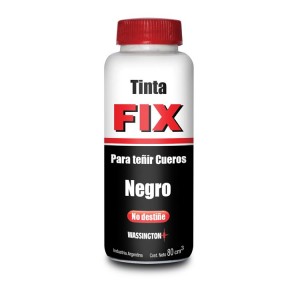 Tinta
FIX
Para teñir Cueros
Negro
No destiñe
WASSINGTON
Industria Argentina Cont. Neto 80 cm³